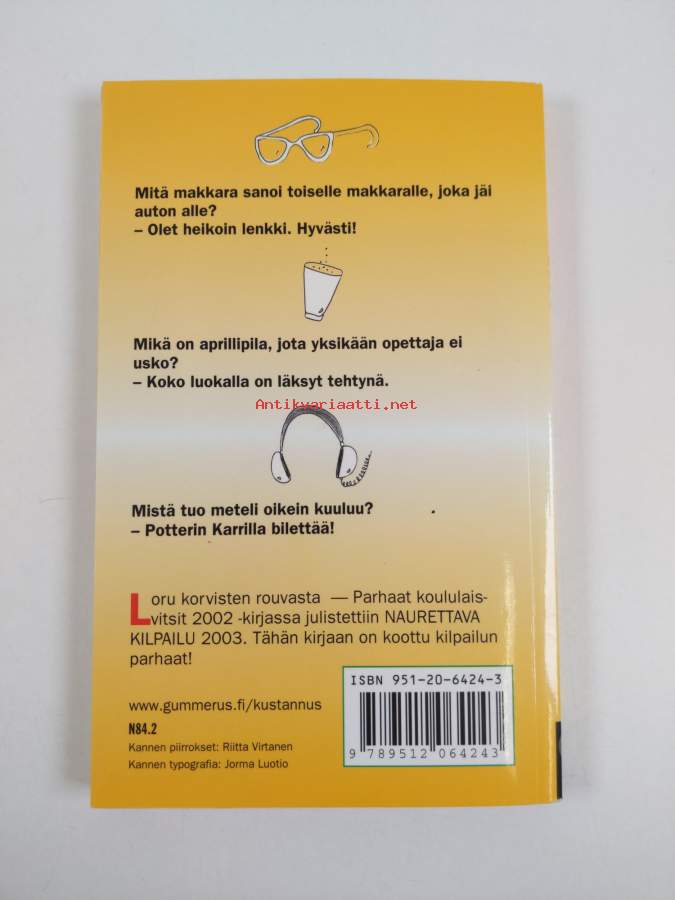 Mitä makkara sanoi toiselle makkaralle, joka jäi
auton alle?
– Olet heikoin lenkki. Hyvästi!
Mikä on aprillipila, jota yksikään opettaja ei
usko?
– Koko luokalla on läksyt tehtynä.
Antikvariaatti.net
Mistä tuo meteli oikein kuuluu?
– Potterin Karrilla bilettää!
Loru korvisten rouvasta — Parhaat koululais-
vitsit 2002 -kirjassa julistettiin NAURETTAVA
KILPAILU 2003. Tähän kirjaan on koottu kilpailun
parhaat!
ISBN 951-20-6424-3
www.gummerus.fi/kustannus
N84.2
Kannen piirrokset: Riitta Virtanen
Kannen typografia: Jorma Luotio
9 789512 064243